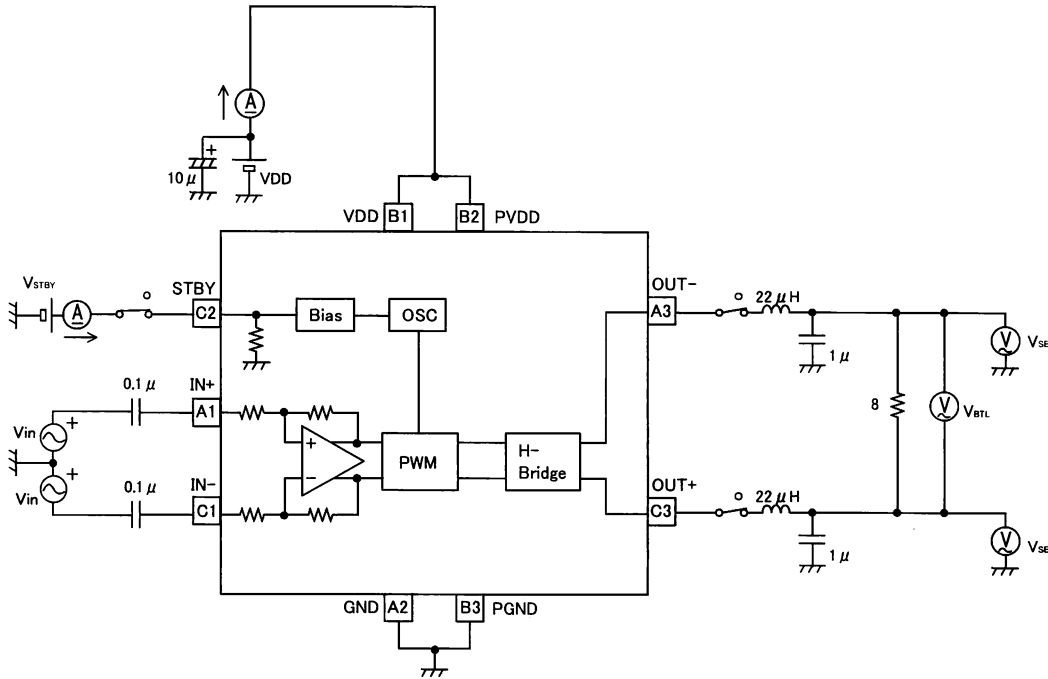 A
+
10μ
VDD
VDD
B1
B2
PVDD
VSTBY
A
STBY
C2
Bias
OSC
OUT-
A3
22μH
1μ
V
VSE
0.1μ
IN+
A1
Vin
+
+
-
PWM
H-
Bridge
8
V
VBTL
Vin
+
0.1μ
IN-
C1
OUT+
C3
22μH
1μ
V
VSE
GND
A2
B3
PGND